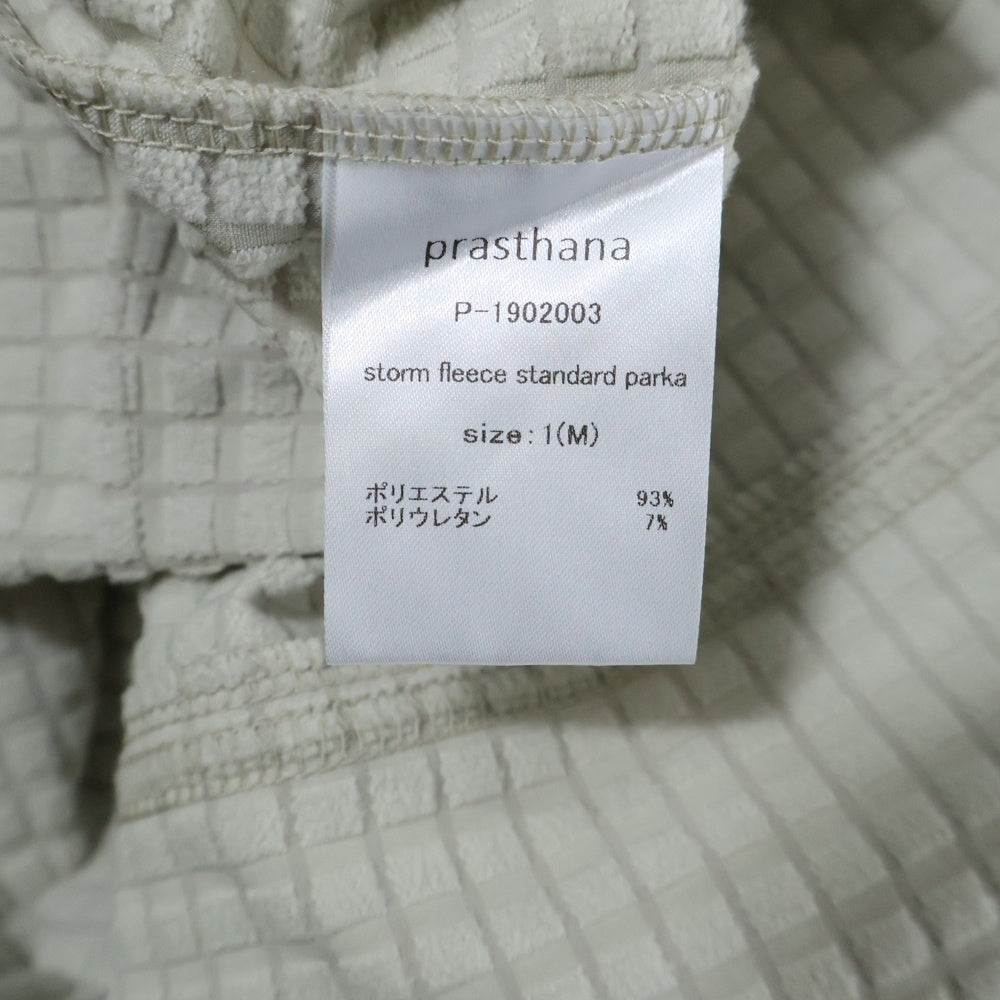 prasthana
P-1902003
storm fleece standard parka
size:1(M)
ポリエステル 93%
ポリウレタン 7%